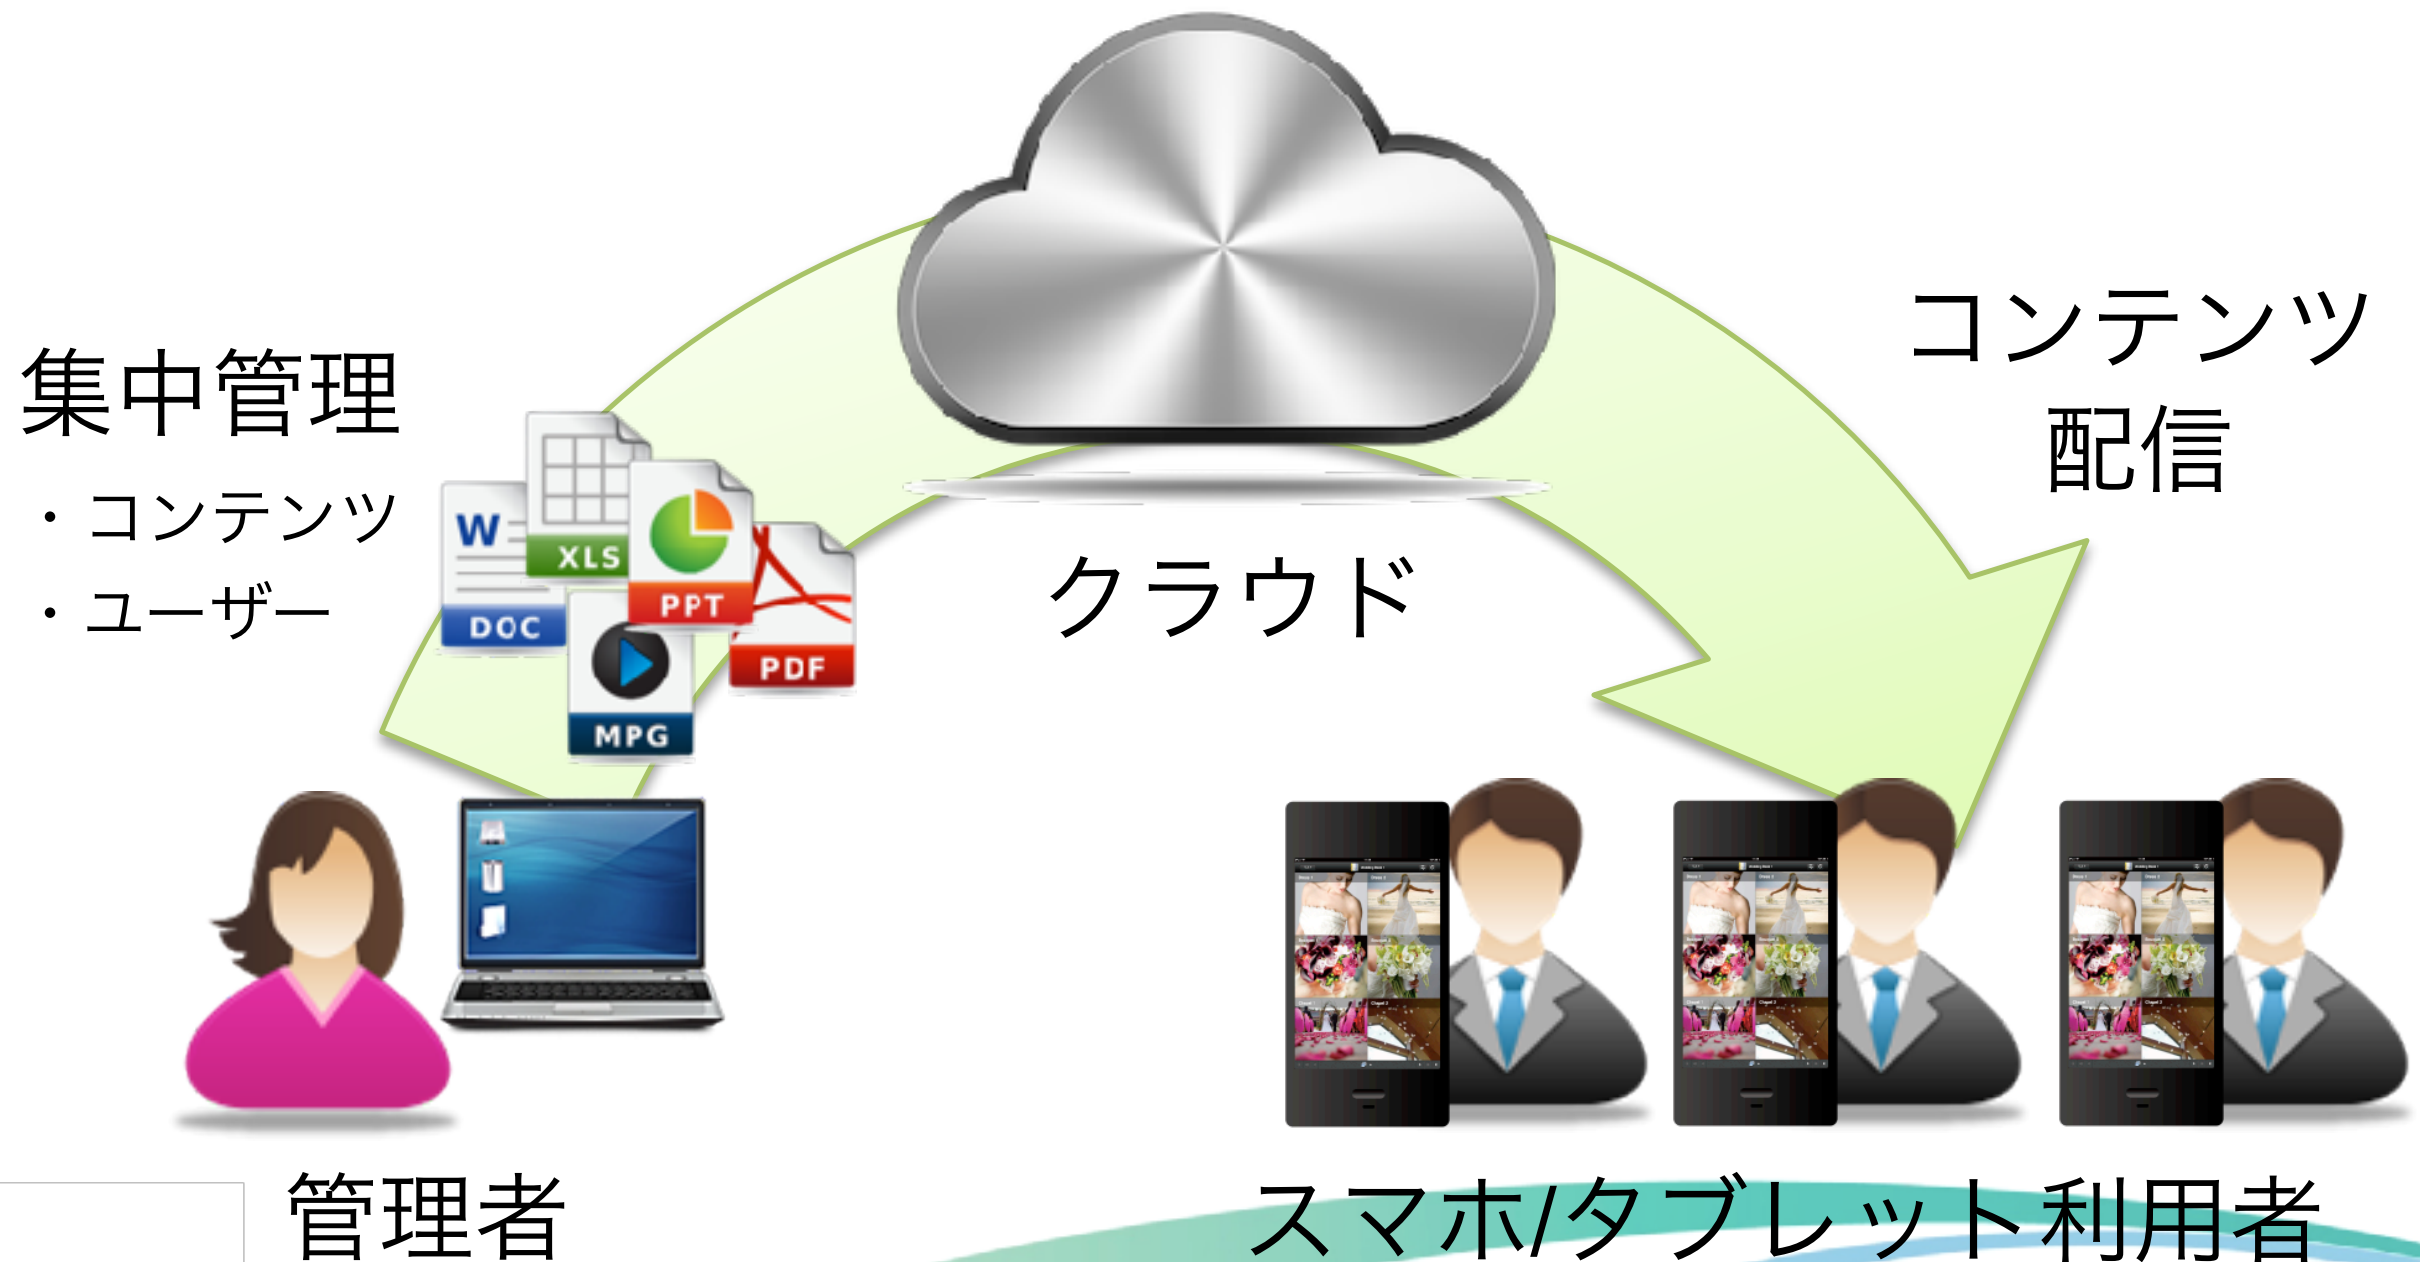 集中管理
・コンテンツ
・ユーザー
W
DOC
XLS
PPT
PDF
MPG
クラウド
コンテンツ
配信
管理者
スマホ/タブレット利用者